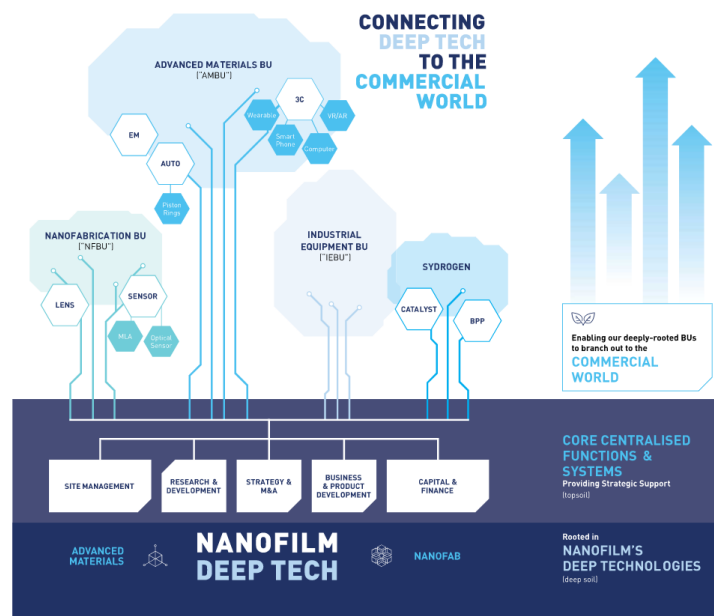 CONNECTING
DEEP TECH
TO THE
COMMERCIAL
WORLD
ADVANCED MATERIALS BU
["AMBU"]
3C
Wearable
VR/AR
Smart
Phone
Computer
EM
AUTO
Piston
Rings
NANOFABRICATION BU
["NFBU"]
LENS
SENSOR
MLA
Optical
Sensor
INDUSTRIAL
EQUIPMENT BU
["IEBU"]
SYDROGEN
CATALYST
BPP
Enabling our deeply-rooted BUs
to branch out to the
COMMERCIAL
WORLD
SITE MANAGEMENT
RESEARCH &
DEVELOPMENT
STRATEGY &
M&A
BUSINESS
& PRODUCT
DEVELOPMENT
CAPITAL &
FINANCE
CORE CENTRALISED
FUNCTIONS &
SYSTEMS
Providing Strategic Support
(topsoil)
ADVANCED
MATERIALS
NANOFILM
DEEP TECH
NANOFAB
Rooted in
NANOFILM'S
DEEP TECHNOLOGIES
(deep soil)